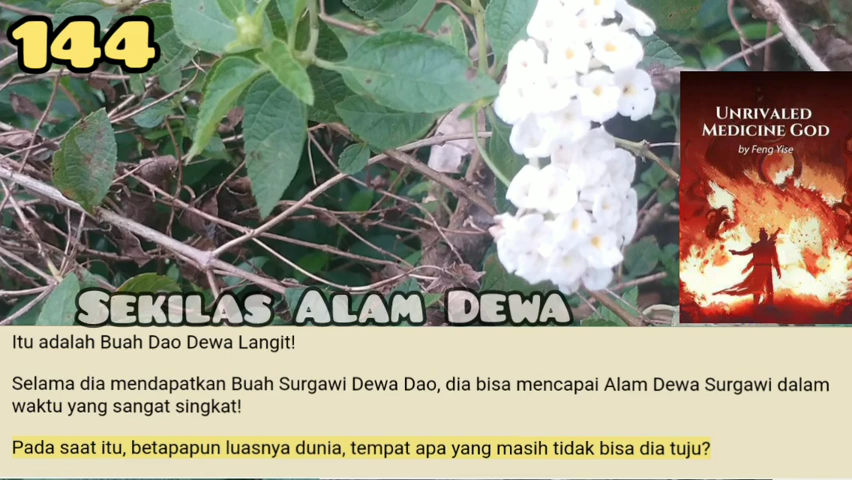 144
UNRIVALED
MEDICINE GOD
by Feng Yise
SEKILAS ALAM DEWA
Itu adalah Buah Dao Dewa Langit!
Selama dia mendapatkan Buah Surgawi Dewa Dao, dia bisa mencapai Alam Dewa Surgawi dalam
waktu yang sangat singkat!
Pada saat itu, betapapun luasnya dunia, tempat apa yang masih tidak bisa dia tuju?